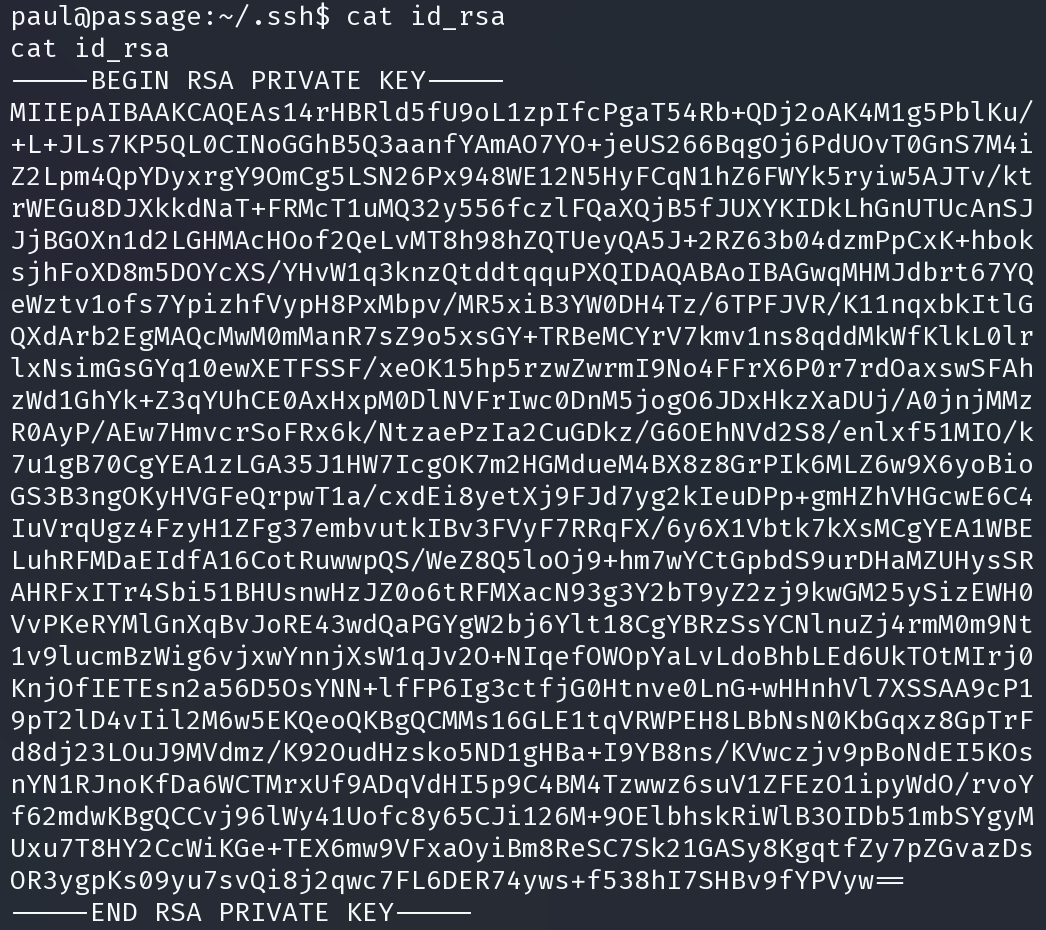 paul@passage:~/.ssh$ cat id_rsa
cat id_rsa
-----BEGIN RSA PRIVATE KEY-----
MIIEpAIBAAKCAQEAs14rHBRld5fU9oL1zpIfcPgaT54Rb+QDj2oAK4M1g5PblKu/
+L+JLs7KP5QL0CINoGGhB5Q3aanfYAmAO7YO+jeUS266BqgOj6PdUOvT0GnS7M4i
Z2Lpm4QpYDyxrgY9OmCg5LSN26Px948WE12N5HyFCqN1hZ6FWYk5ryiw5AJTv/kt
rWEGu8DJXkkdNaT+FRMcT1uMQ32y556fczlFQaXQjB5fJUXYKIDkLhGnUTUcAnSJ
JjBGOXn1d2LGHMAcHOof2QeLvMT8h98hZQTUeyQA5J+2RZ63b04dzmPpCxK+hbok
sjhFoXD8m5DOYcXS/YHvW1q3knzQtddtqquPXQIDAQABAoIBAGwqMHMJdbrt67YQ
eWztv1ofs7YpizhfVypH8PxMbpv/MR5xiB3YW0DH4Tz/6TPFJVR/K11nqxbkItlG
QXdArb2EgMAQcMwM0mManR7sZ9o5xsGY+TRBeMCYrV7kmv1ns8qddMkWfKlkL0lr
lxNsimGsGYq10ewXETFSSF/xeOK15hp5rzwZwrmI9No4FFrX6P0r7rdOaxswSFAh
zWd1GhYk+Z3qYUhCE0AxHxpM0DlNVFrIwc0DnM5jogO6JDxHkzXaDUj/A0jnjMMz
R0AyP/AEw7HmvcrSoFRx6k/NtzaePzIa2CuGDkz/G6OEhNVd2S8/enlxf51MIO/k
7u1gB70CgYEA1zLGA35J1HW7IcgOK7m2HGMdueM4BX8z8GrPIk6MLZ6w9X6yoBio
GS3B3ngOKyHVGFeQrpwT1a/cxdEi8yetXj9FJd7yg2kIeuDPp+gmHZhVHGcwE6C4
IuVrqUgz4FzyH1ZFg37embvutkIBv3FVyF7RRqFX/6y6X1Vbtk7kXsMCgYEA1WBE
LuhRFMDaEIdfA16CotRuwwpQS/WeZ8Q5loOj9+hm7wYCtGpbdS9urDHaMZUHysSR
AHRFxITr4Sbi51BHUsnwHzJZ0o6tRFMXacN93g3Y2bT9yZ2zj9kwGM25ySizEWH0
VvPKeRYMlGnXqBvJoRE43wdQaPGYgW2bj6Ylt18CgYBRzSsYCNlnuZj4rmM0m9Nt
1v9lucmBzWig6vjxwYnnjXsW1qJv2O+NIqefOWOpYaLvLdoBhbLEd6UkTOtMIrj0
KnjOfIETEsn2a56D5OsYNN+lfFP6Ig3ctfjG0Htnve0LnG+wHHnhVl7XSSAA9cP1
9pT2lD4vIil2M6w5EKQeoQKBgQCMMs16GLE1tqVRWPEH8LBbNsN0KbGqxz8GpTrF
d8dj23LOuJ9MVdmz/K92OudHzsko5ND1gHBa+I9YB8ns/KVwczjv9pBoNdEI5KOs
nYN1RJnoKfDa6WCTMrxUf9ADqVdHI5p9C4BM4Tzwwz6suV1ZFEzO1ipyWdO/rvoY
f62mdwKBgQCCvj96lWy41Uofc8y65CJi126M+9OElbhskRiWlB3OIDb51mbSYgyM
Uxu7T8HY2CcWiKGe+TEX6mw9VFxaOyiBm8ReSC7Sk21GASy8KgqtfZy7pZGvazDs
OR3ygpKs09yu7svQi8j2qwc7FL6DER74yws+f538hI7SHBv9fYPVyw==
-----END RSA PRIVATE KEY-----